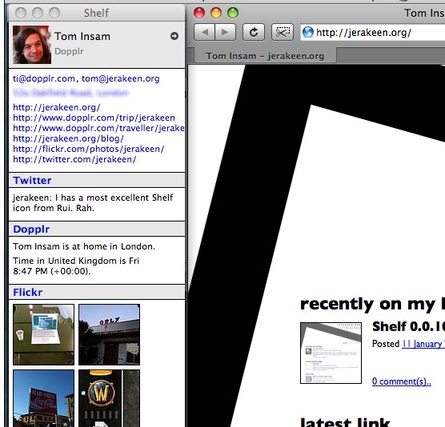 Shelf
Tom Insam
Dopplr
ti@dopplr.com, tom@jerakeen.org
http://jerakeen.org/
http://www.dopplr.com/trip/jerakeen
http://www.dopplr.com/traveller/jerake
http://jerakeen.org/blog/
http://flickr.com/photos/jerakeen/
http://twitter.com/jerakeen/
Twitter
jerakeen: I has a most excellent Shelf
icon from Rui. Rah.
Dopplr
Tom Insam is at home in London.
Time in United Kingdom is Fri
8:47 PM (+00:00).
Flickr
ORLY
W
Tom Ins
http://jerakeen.org/
Tom Insam – jerakeen.org
recently on my
Shelf 0.0.1
Posted 11 January
0 comment(s)..
latest link